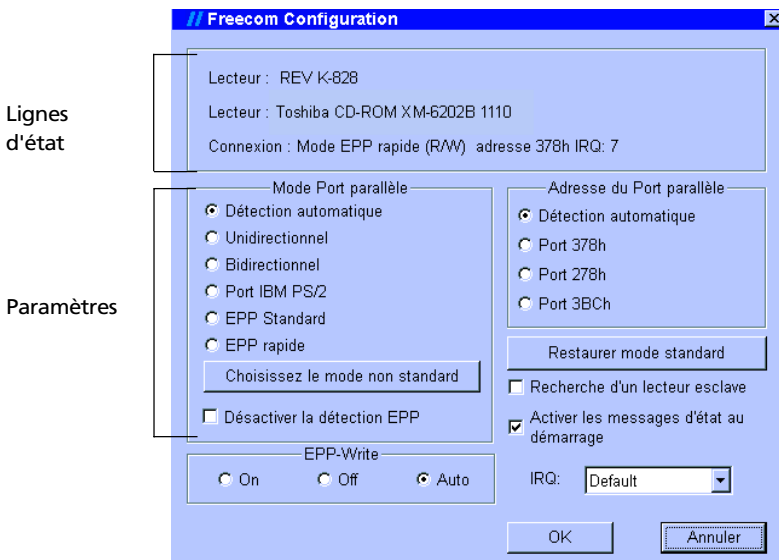 // Freecom Configuration
Lignes
d'état
Lecteur : REV K-828
Lecteur : Toshiba CD-ROM XM-6202B 1110
Connexion : Mode EPP rapide (R/W) adresse 378h IRQ: 7
Paramètres
Mode Port parallèle
Détection automatique
Unidirectionnel
Bidirectionnel
Port IBM PS/2
EPP Standard
EPP rapide
Choisissez le mode non standard
Désactiver la détection EPP
EPP-Write
On Off Auto
Adresse du Port parallèle
Détection automatique
Port 378h
Port 278h
Port 3BCh
Restaurer mode standard
Recherche d'un lecteur esclave
Activer les messages d'état au
démarrage
IRQ: Default
OK Annuler